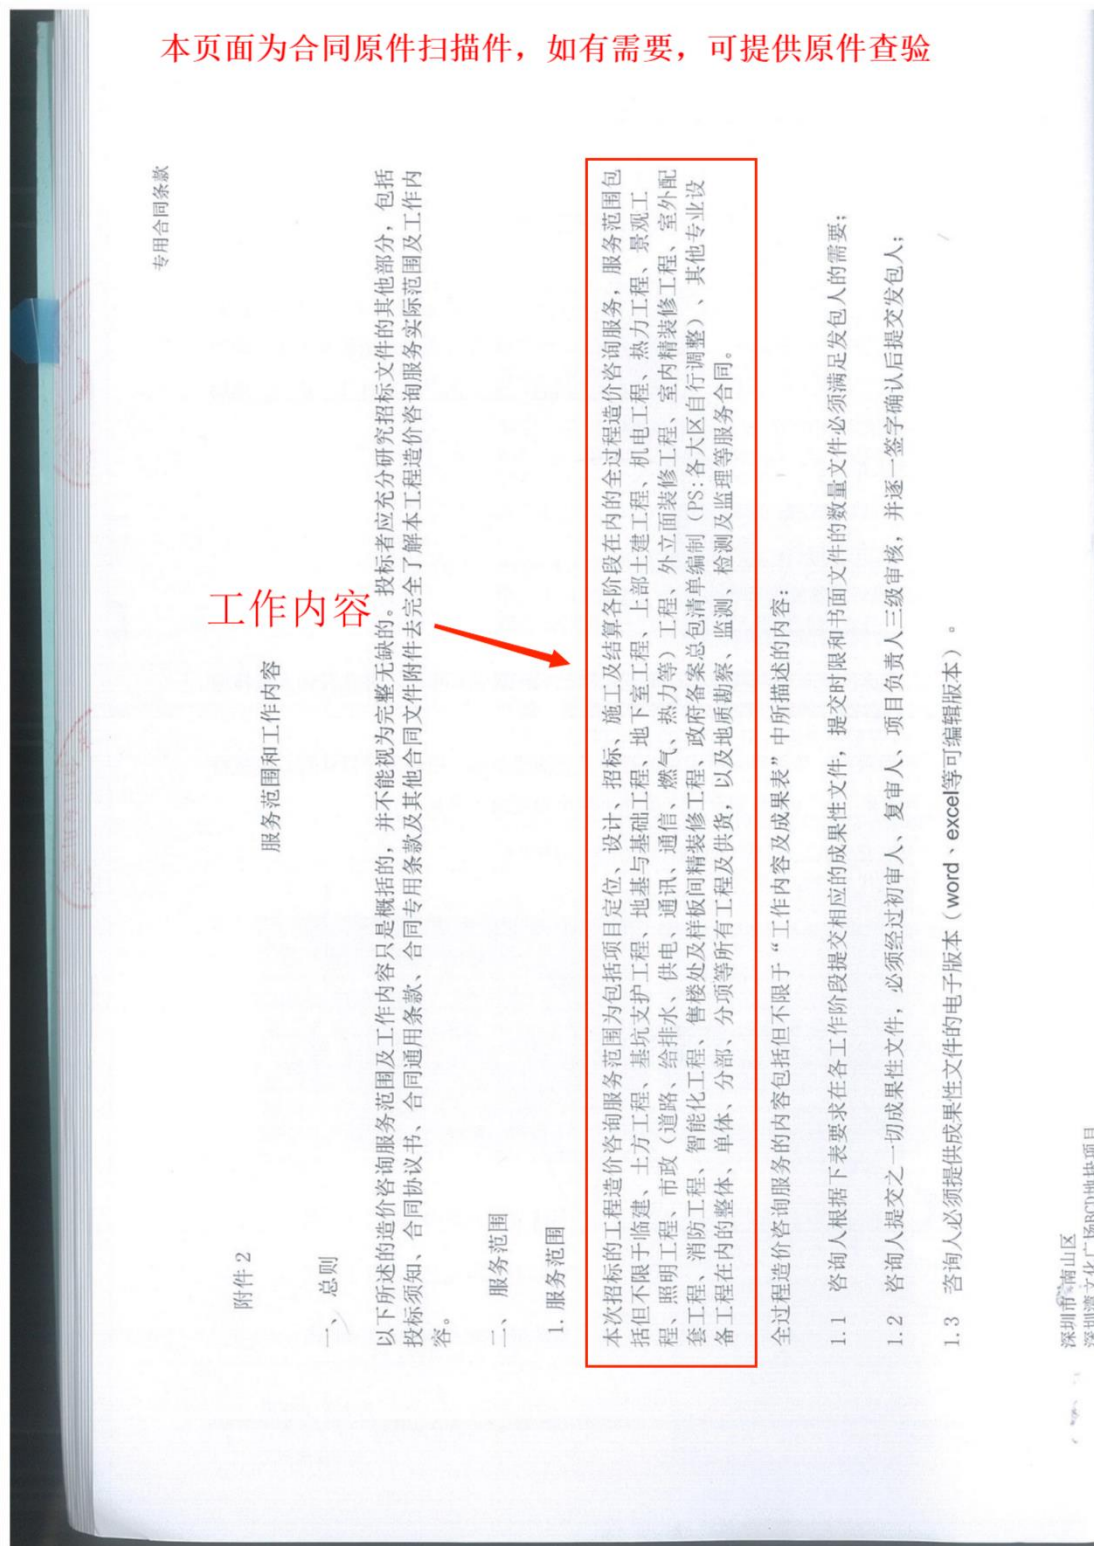 本页面为合同原件扫描件，如有需要，可提供原件查验
专用合同条款
附件 2
服务范围和工作内容
工作内容
一、 总则
以下所述的造价咨询服务范围及工作内容只是概括的，并不能视为完整无缺的。投标者应充分研究招标文件的其他部分，包括
投标须知、合同协议书、合同通用条款、合同专用条款及其他合同文件附件去完全了解本工程造价咨询服务实际范围及工作内
容。
二、 服务范围
1. 服务范围
本次招标的工程造价咨询服务范围为包括项目定位、设计、招标、施工及结算各阶段在内的全过程造价咨询服务，服务范围包
括但不限于临建、土方工程、基坑支护工程、地基与基础工程、地下室工程、上部土建工程、机电工程、热力工程、景观工
程、照明工程、市政（道路、给排水、供电、通讯、通信、燃气、热力等）工程、外立面装修工程、室内精装修工程、室外配
套工程、消防工程、智能化工程、售楼处及样板间精装修工程、政府备案总包清单编制（PS:各大区自行调整）、其他专业设
备工程在内的整体、单体、分部、分项等所有工程及供货，以及地质勘察、监测、检测及监理等服务合同。
全过程造价咨询服务的内容包括但不限于“工作内容及成果表”中所描述的内容：
1.1 咨询人根据下表要求在各工作阶段提交相应的成果性文件，提交时限和书面文件的数量文件必须满足发包人的需要；
1.2 咨询人提交之一切成果性文件，必须经过初审人、复审人、项目负责人三级审核，并逐一签字确认后提交发包人；
1.3 咨询人必须提供成果性文件的电子版本（word、excel等可编辑版本）。
深圳市南山区
深圳湾文化广场BCD地块项目